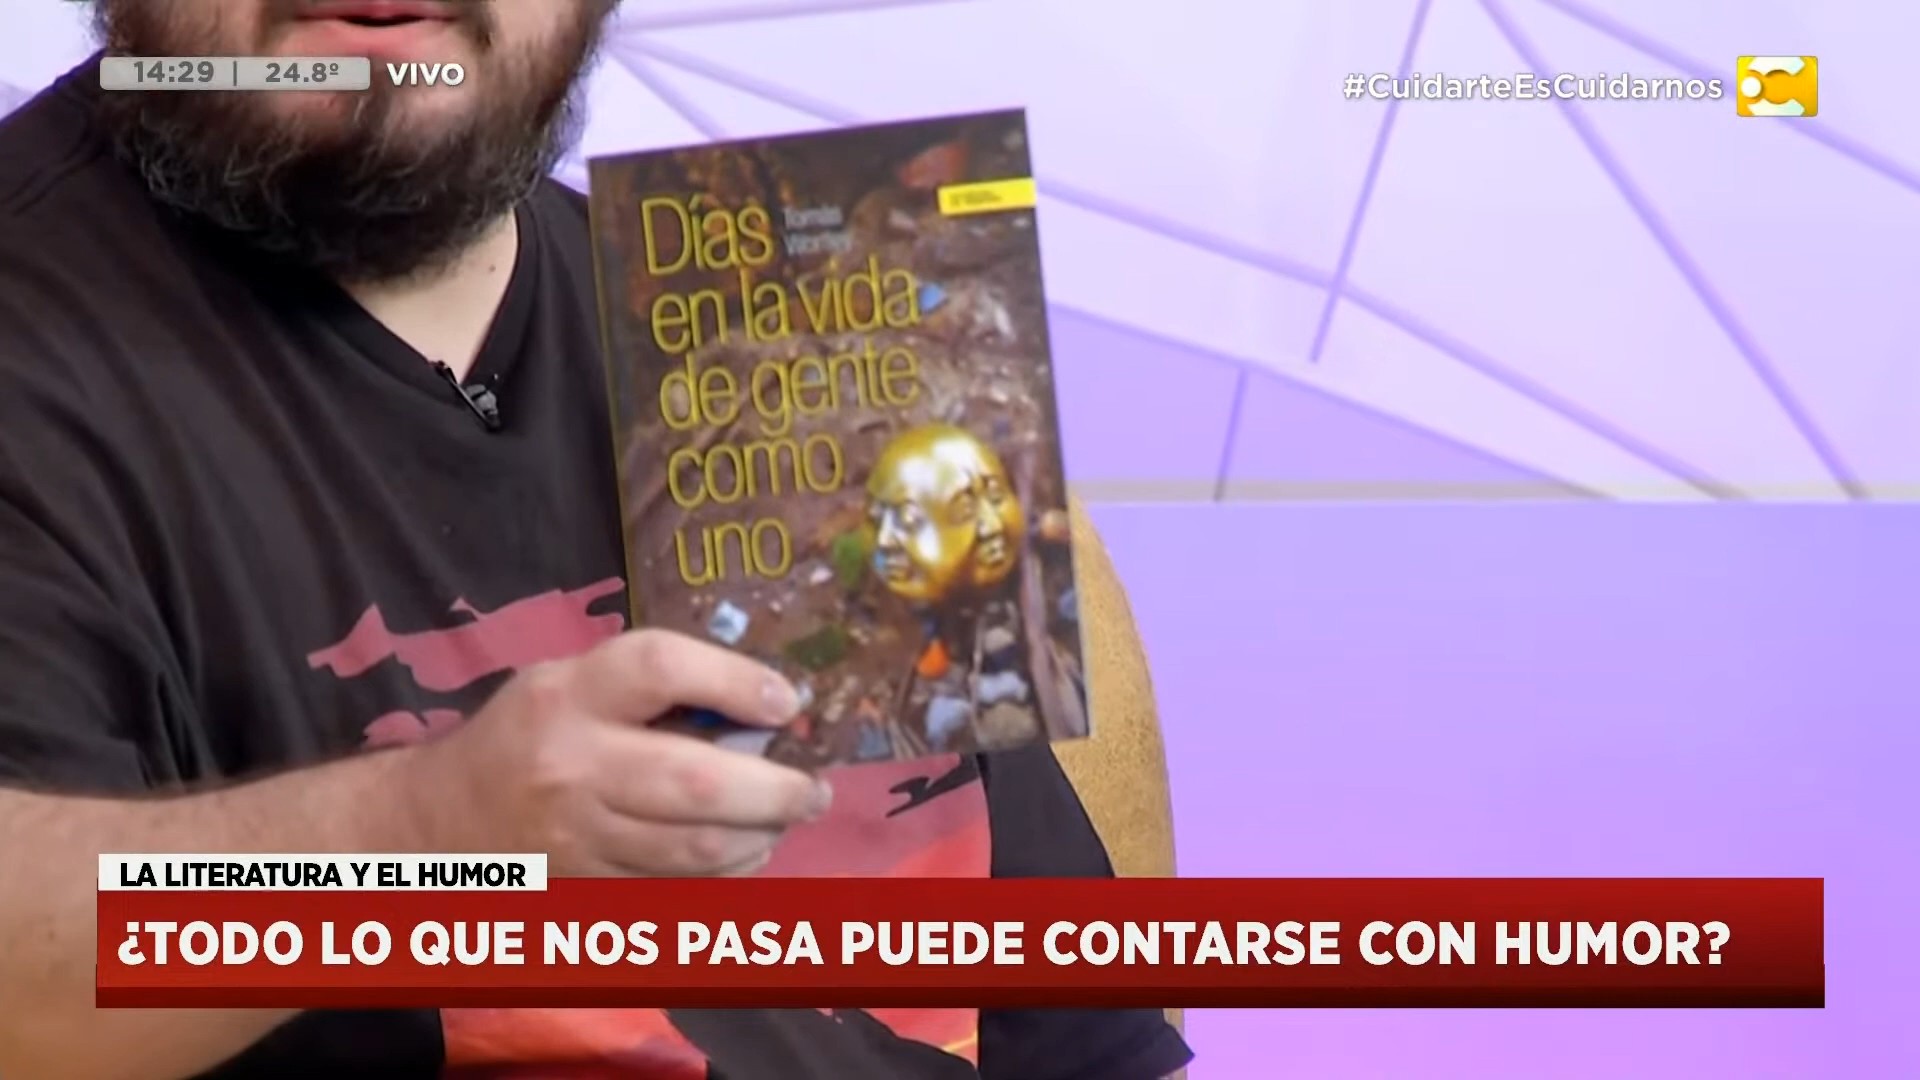 14:29 | 24.8º VIVO
#CuidarteEsCuidarnos
Días
Tomás
en la vida
de gente
como
uno
LA LITERATURA Y EL HUMOR
¿TODO LO QUE NOS PASA PUEDE CONTARSE CON HUMOR?